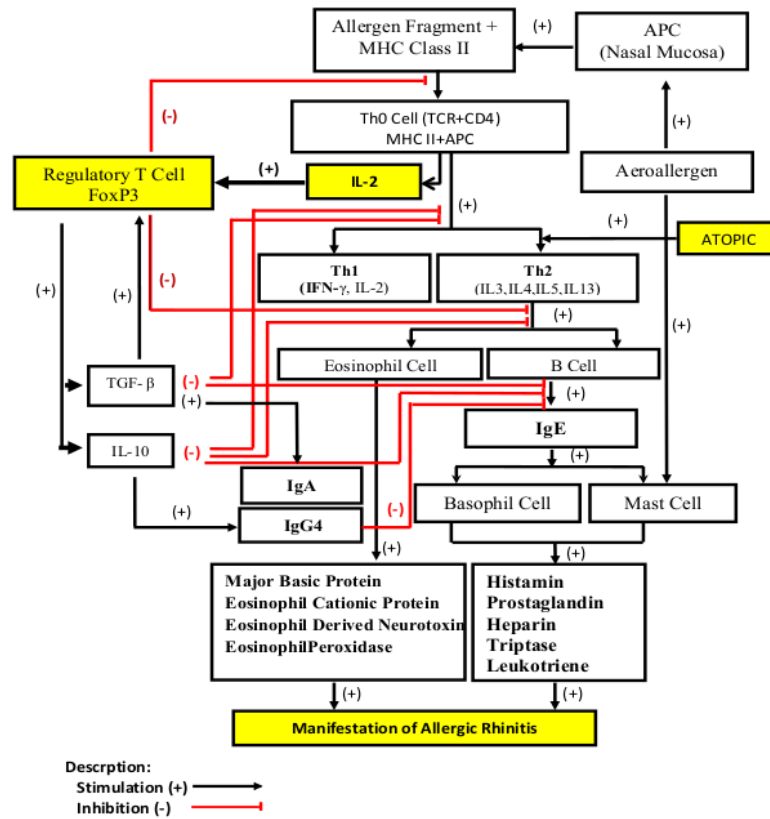 Allergen Fragment +
MHC Class II
(+)
APC
(Nasal Mucosa)
(-)
(+)
Th0 Cell (TCR+CD4)
MHC II+APC
Aeroallergen
Regulatory T Cell
FoxP3
(+)
IL-2
(+)
(+)
ATOPIC
Th1
(IFN-γ, IL-2)
Th2
(IL3,IL4,IL5,IL13)
(-)
(+)
(+)
(+)
(+)
Eosinophil Cell
B Cell
TGF- β
(-)
(+)
(+)
IgE
IL-10
(-)
(+)
IgA
Basophil Cell
Mast Cell
(+)
IgG4
(-)
(+)
(+)
Major Basic Protein
Eosinophil Cationic Protein
Eosinophil Derived Neurotoxin
EosinophilPeroxidase
Histamin
Prostaglandin
Heparin
Triptase
Leukotriene
(+)
(+)
Manifestation of Allergic Rhinitis
Descrption:
Stimulation (+)
Inhibition (-)